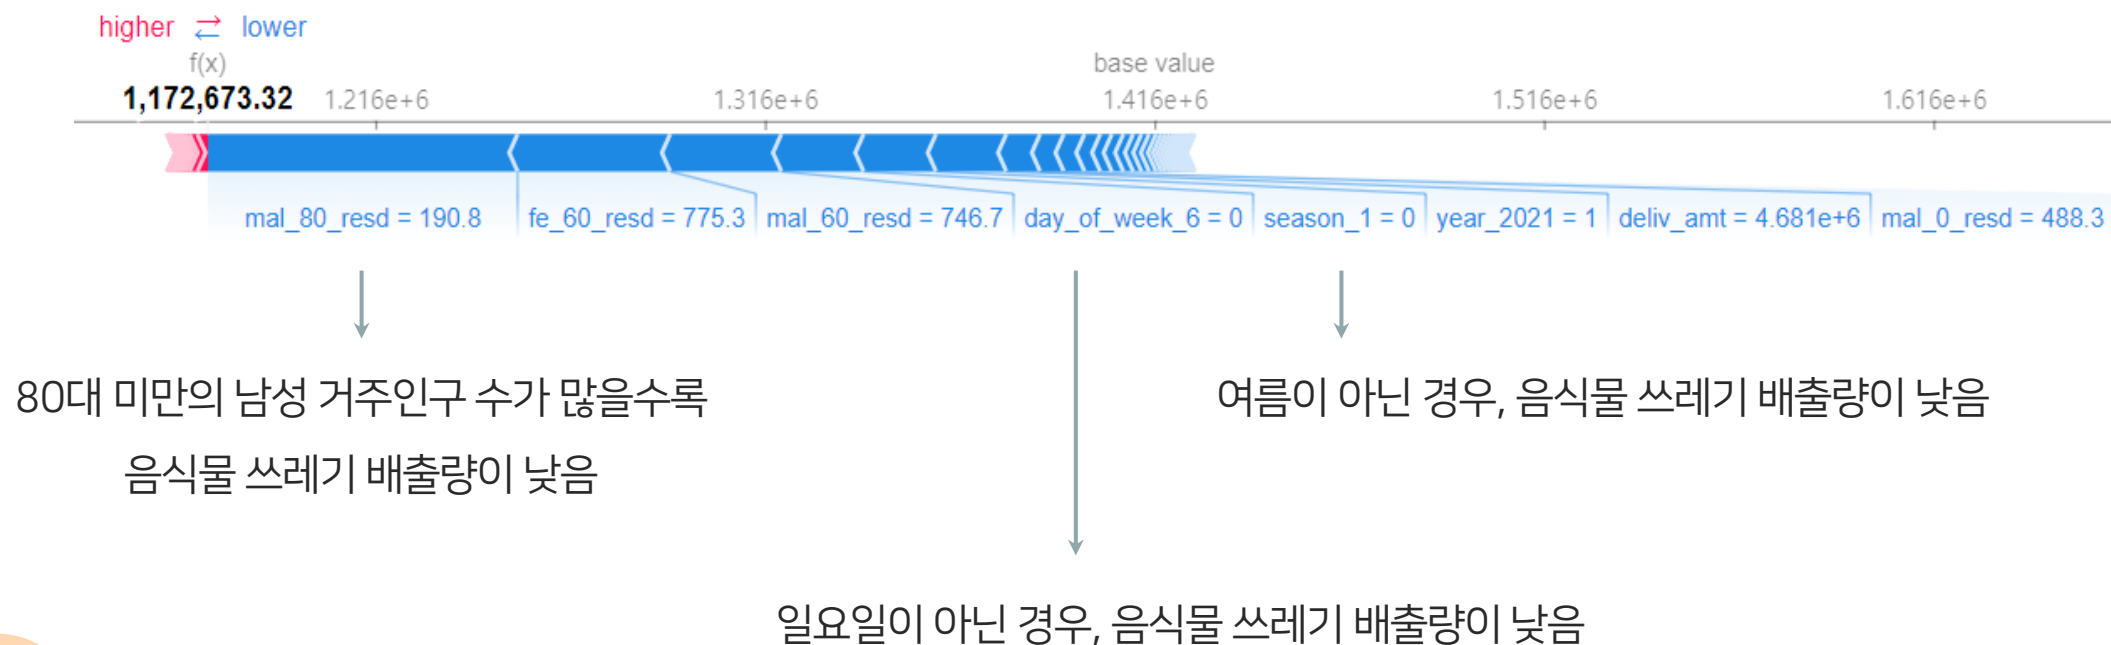 higher ⇄ lower
f(x)
base value
1,172,673.32 1.216e+6 1.316e+6 1.416e+6 1.516e+6 1.616e+6
mal_80_resd = 190.8 fe_60_resd = 775.3 mal_60_resd = 746.7 day_of_week_6 = 0 season_1 = 0 year_2021 = 1 deliv_amt = 4.681e+6 mal_0_resd = 488.3
80대 미만의 남성 거주인구 수가 많을수록
음식물 쓰레기 배출량이 낮음
여름이 아닌 경우, 음식물 쓰레기 배출량이 낮음
일요일이 아닌 경우, 음식물 쓰레기 배출량이 낮음